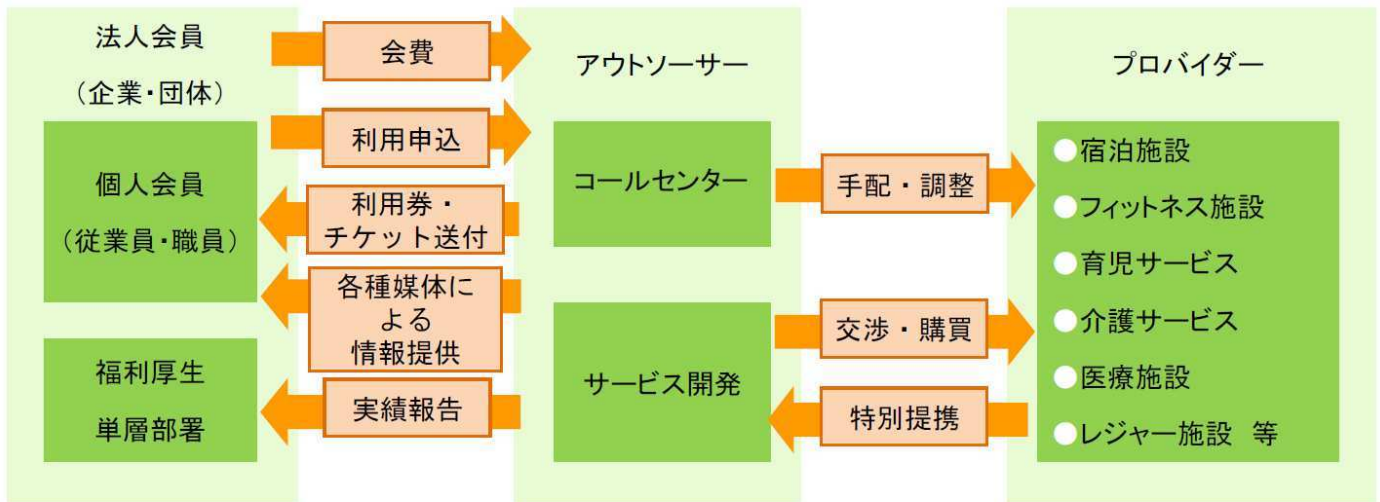 法人会員
（企業・団体）
個人会員
（従業員・職員）
福利厚生
単層部署
会費
利用申込
利用券・
チケット送付
各種媒体に
よる
情報提供
実績報告
アウトソーサー
コールセンター
サービス開発
手配・調整
交渉・購買
特別提携
プロバイダー
●宿泊施設
●フィットネス施設
●育児サービス
●介護サービス
●医療施設
●レジャー施設 等